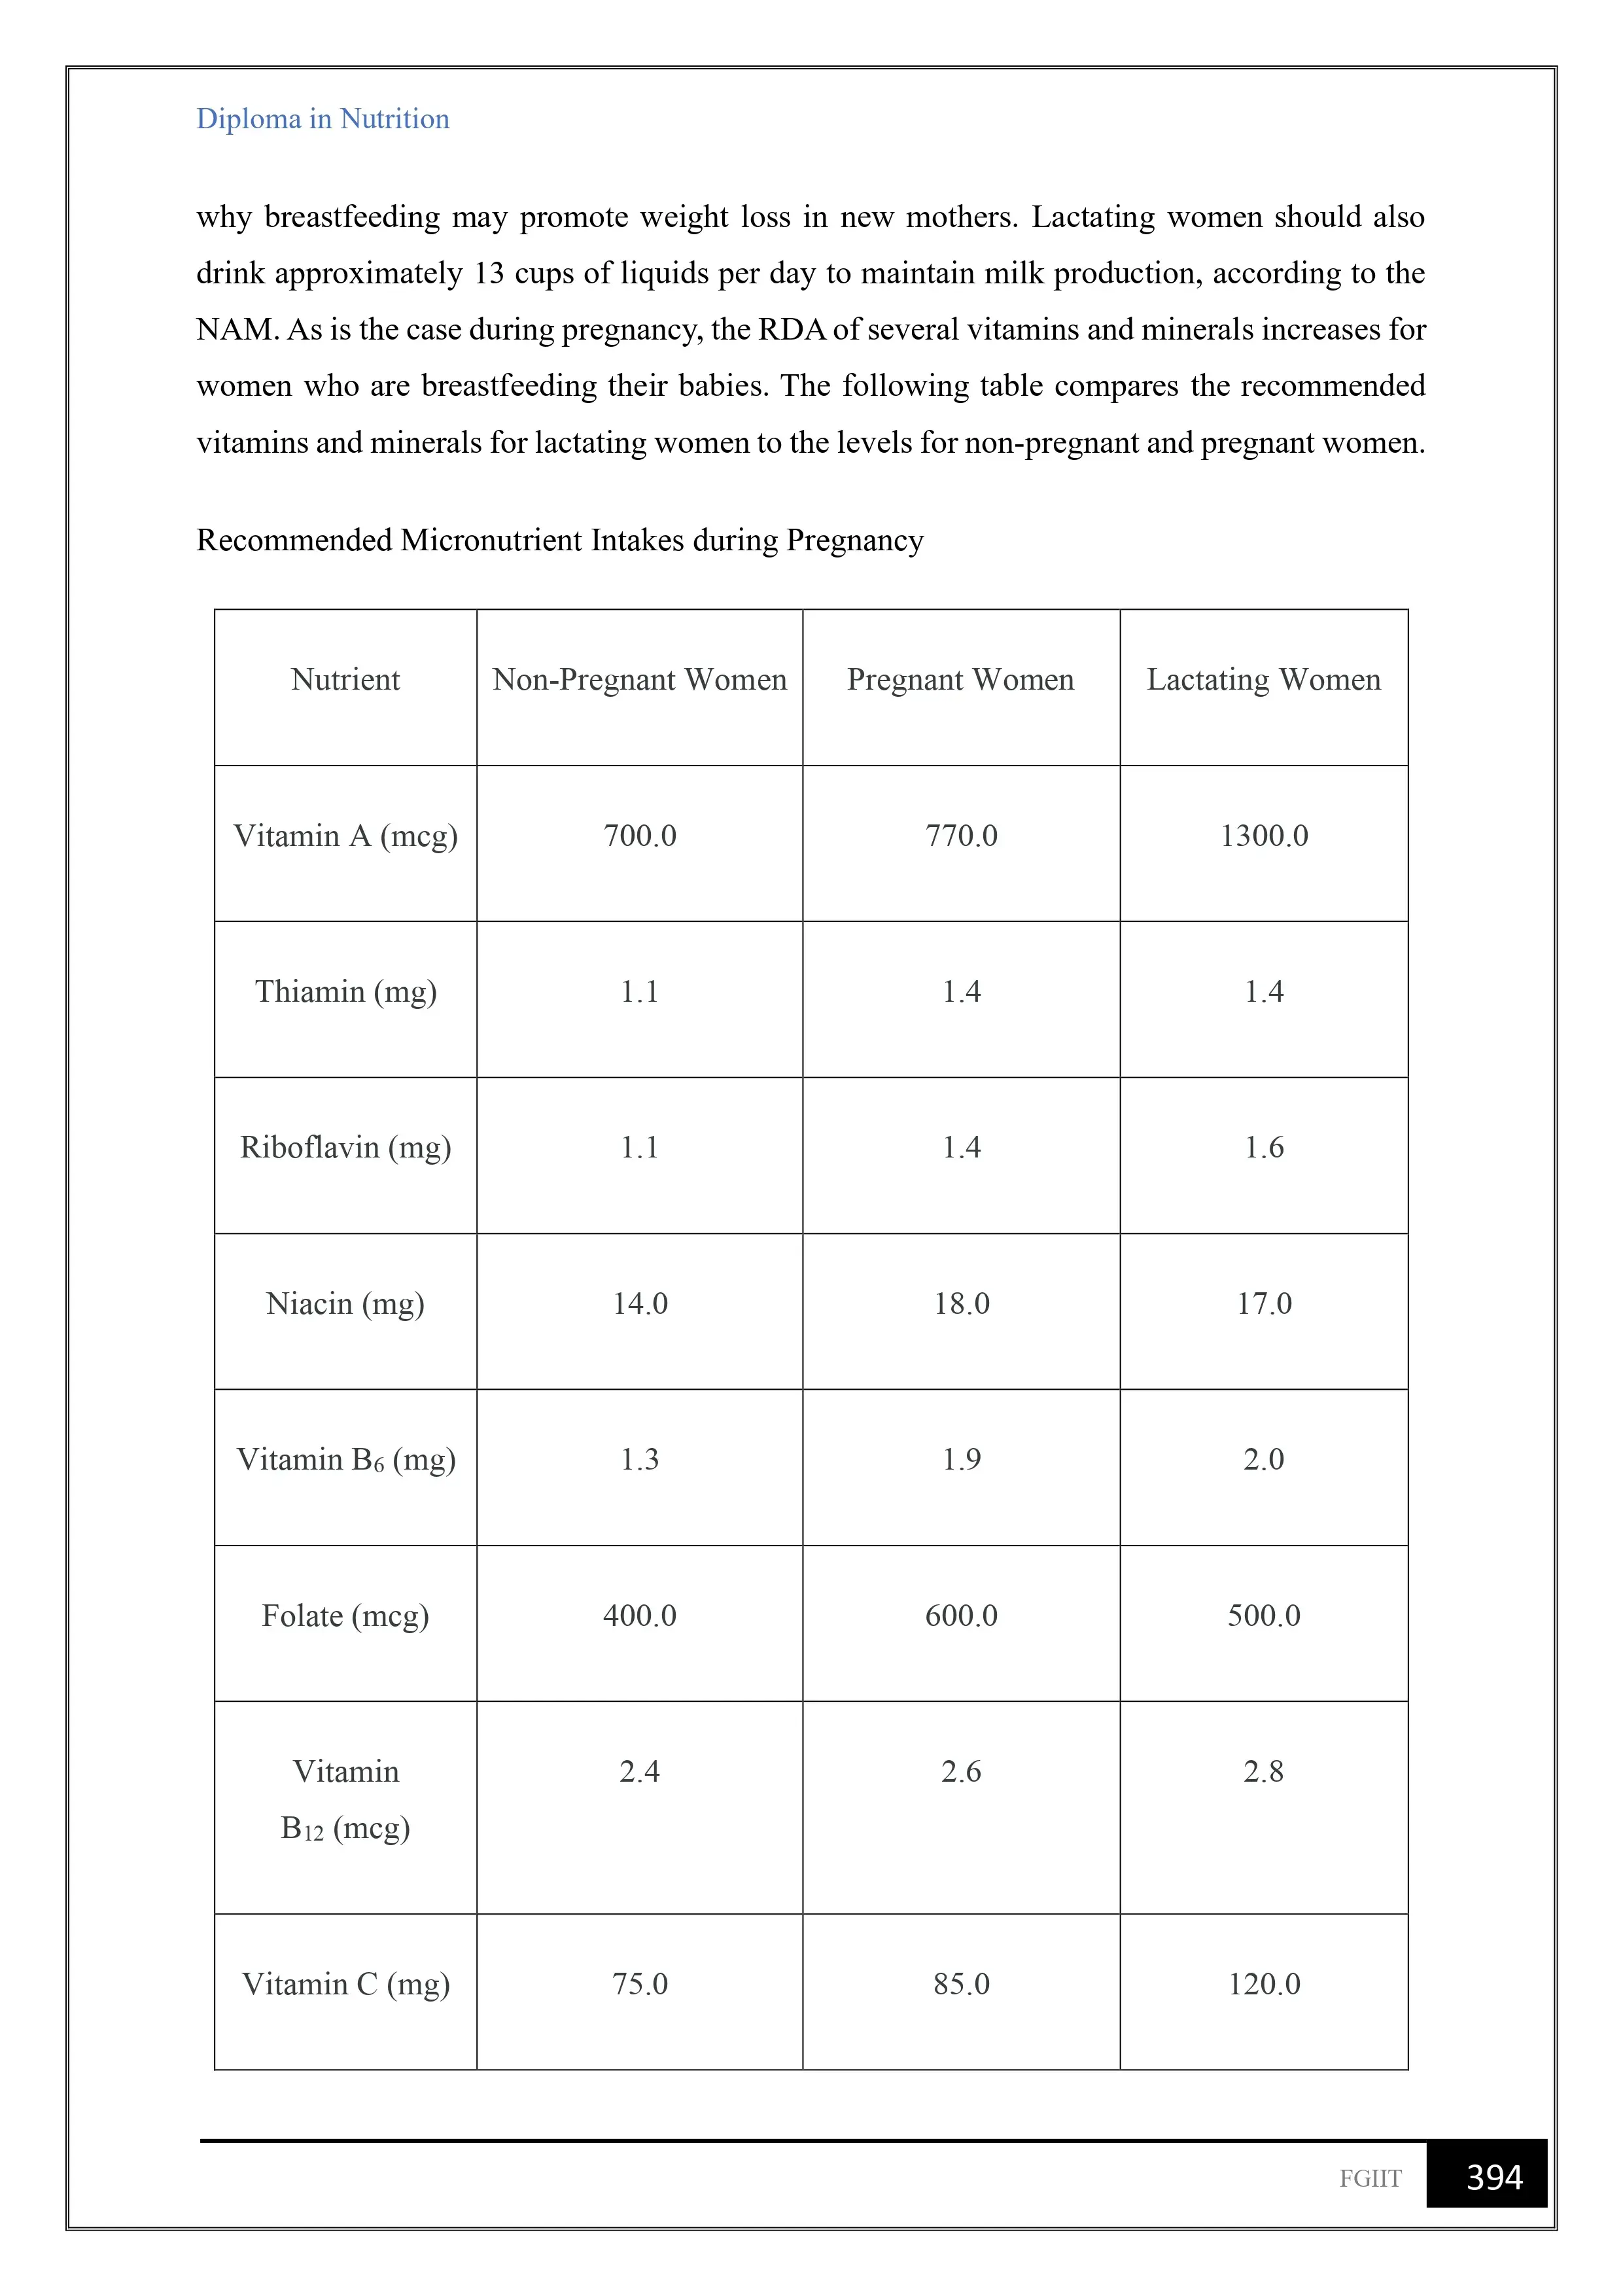 Diploma in Nutrition
why breastfeeding may promote weight loss in new mothers. Lactating women should also
drink approximately 13 cups of liquids per day to maintain milk production, according to the
NAM. As is the case during pregnancy, the RDA of several vitamins and minerals increases for
women who are breastfeeding their babies. The following table compares the recommended
vitamins and minerals for lactating women to the levels for non-pregnant and pregnant women.
Recommended Micronutrient Intakes during Pregnancy
Nutrient Non-Pregnant Women Pregnant Women Lactating Women
Vitamin A (mcg) 700.0 770.0 1300.0
Thiamin (mg) 1.1 1.4 1.4
Riboflavin (mg) 1.1 1.4 1.6
Niacin (mg) 14.0 18.0 17.0
Vitamin B₆ (mg) 1.3 1.9 2.0
Folate (mcg) 400.0 600.0 500.0
Vitamin 2.4 2.6 2.8
B₁₂ (mcg)
Vitamin C (mg) 75.0 85.0 120.0
FGIIT 394